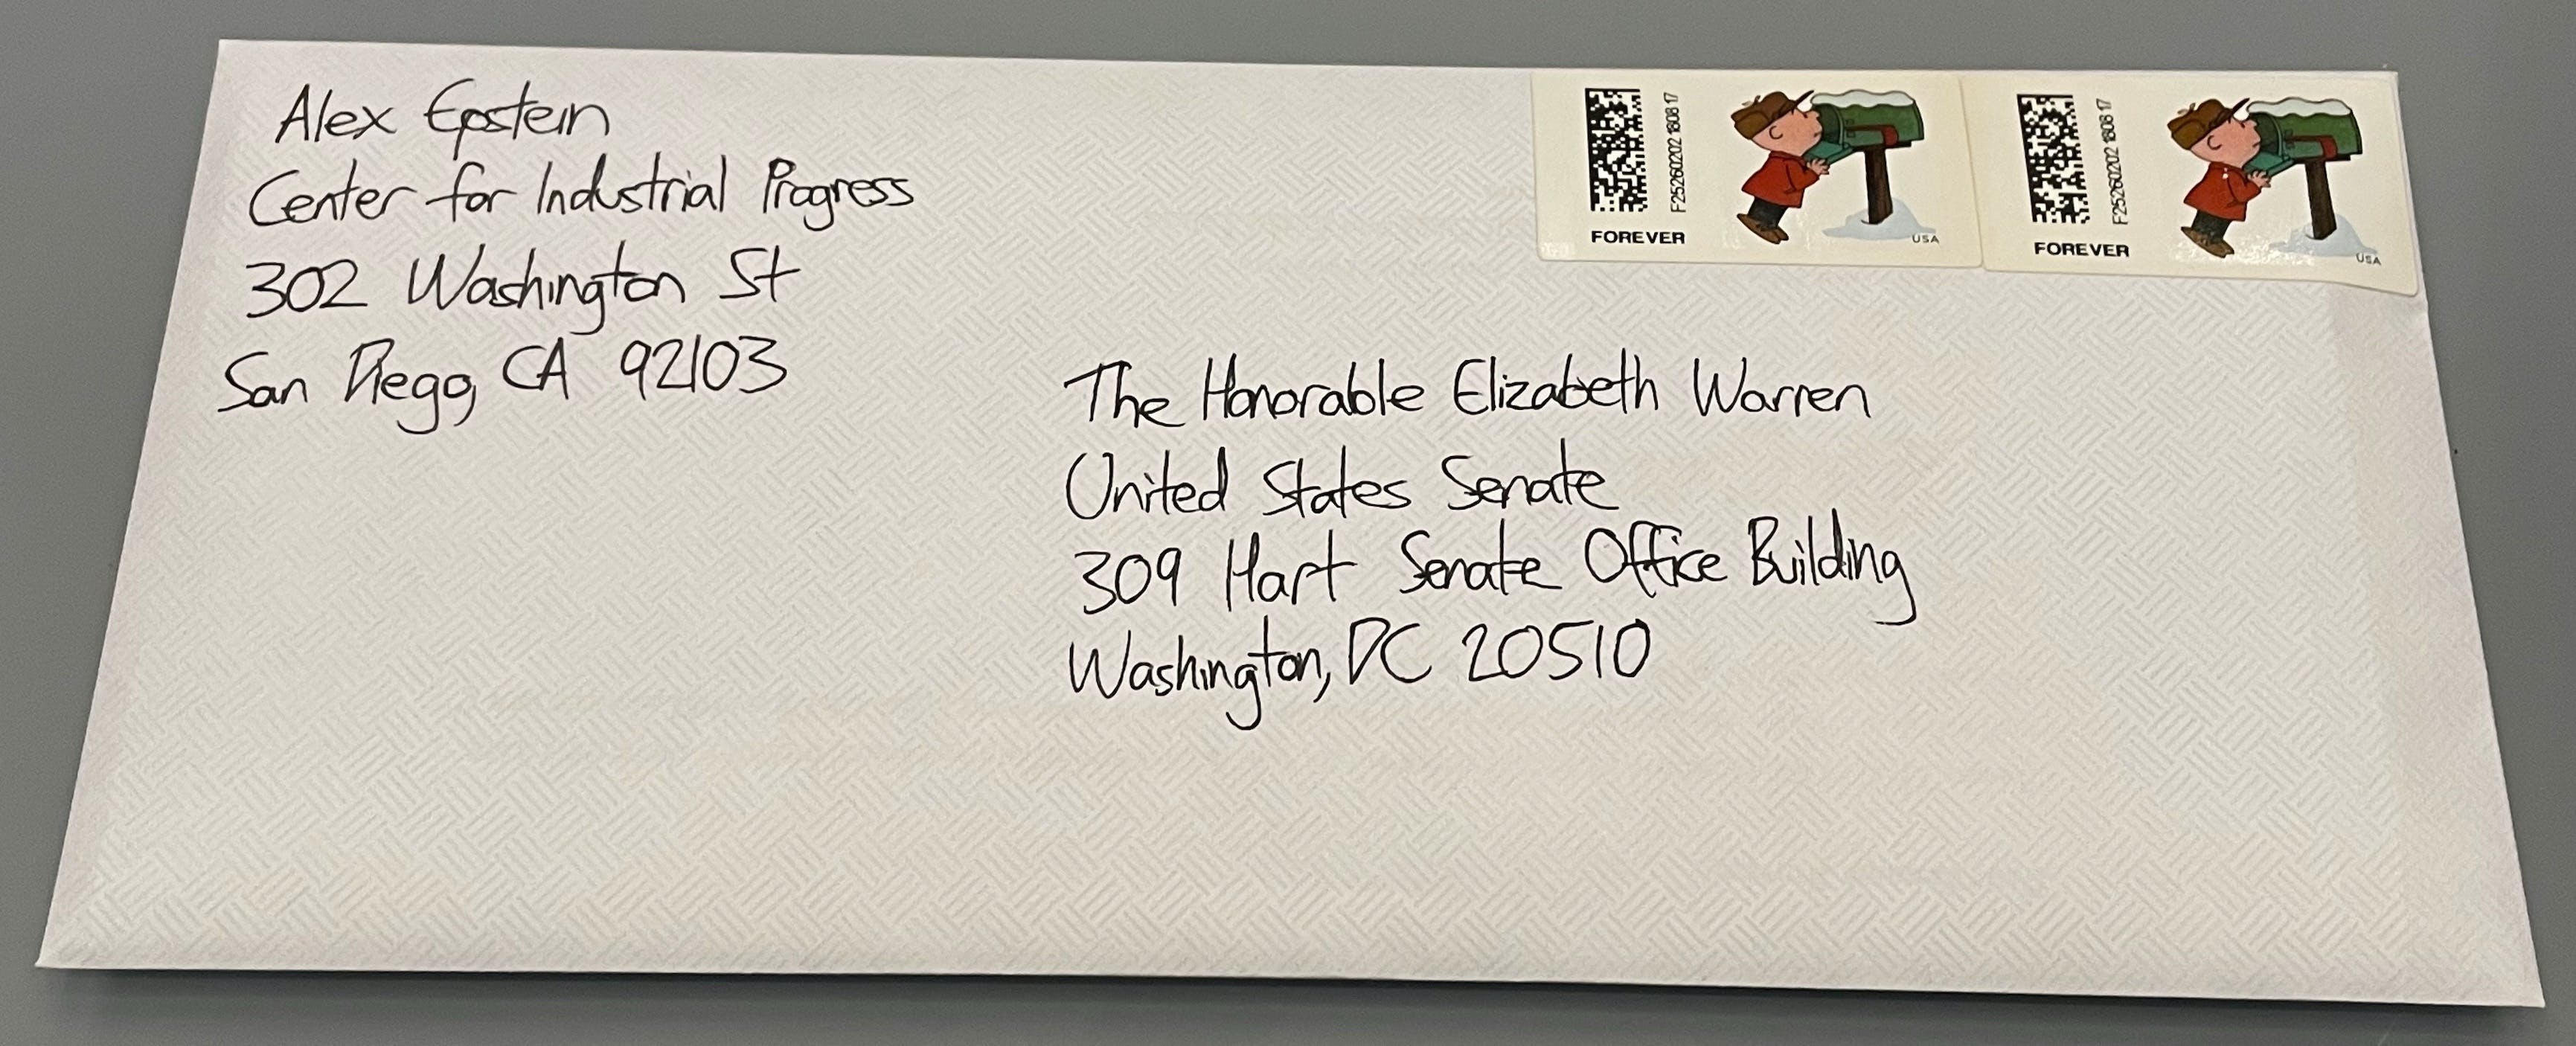 Alex Epstein
Center for Industrial Progress
302 Washington St
San Diego, CA 92103
F25260202 1808 17
FOREVER
USA
F25260202 1808 17
FOREVER
USA
The Honorable Elizabeth Warren
United States Senate
309 Hart Senate Office Building
Washington, DC 20510